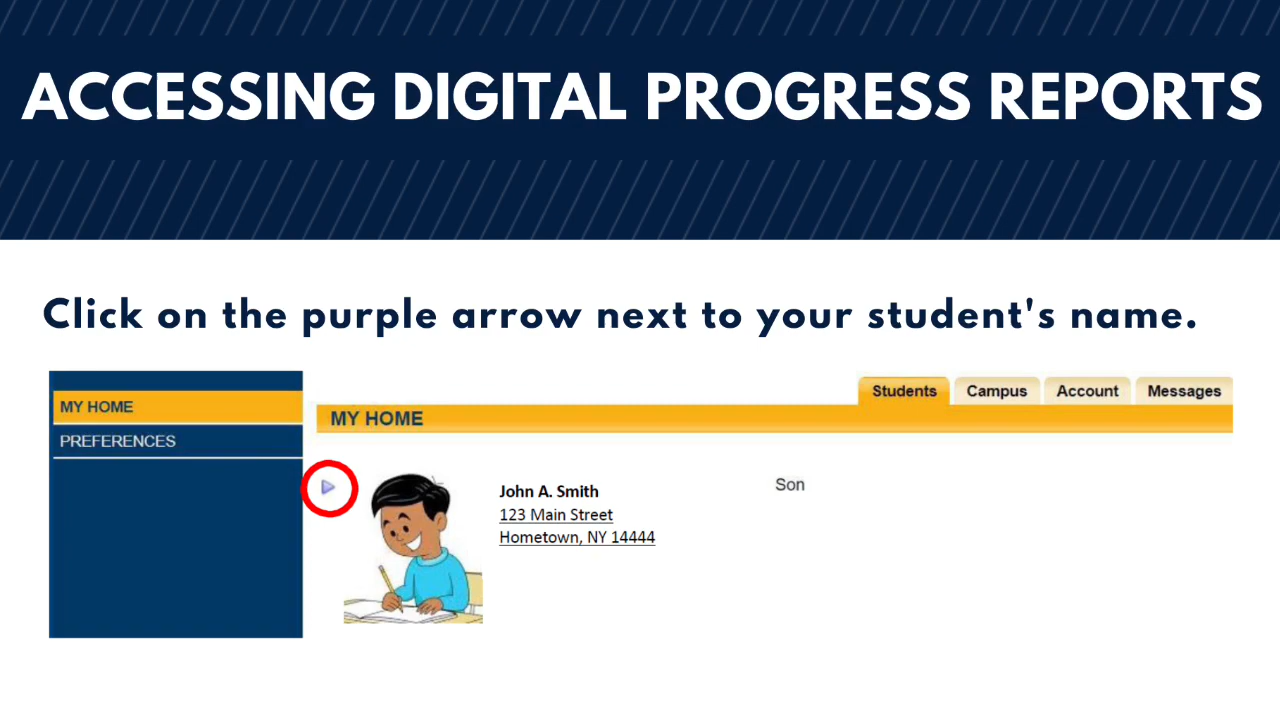 ACCESSING DIGITAL PROGRESS REPORTS
Click on the purple arrow next to your student's name.
Students Campus Account Messages
MY HOME
MY HOME
PREFERENCES
John A. Smith
Son
123 Main Street
Hometown, NY 14444